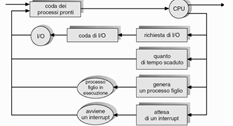 coda dei
processi pronti
CPU
I/O
coda di I/O
richiesta di I/O
quanto
di tempo scaduto
processo
figlio in
esecuzione
genera
un processo figlio
avviene
un interrupt
attesa
di un interrupt